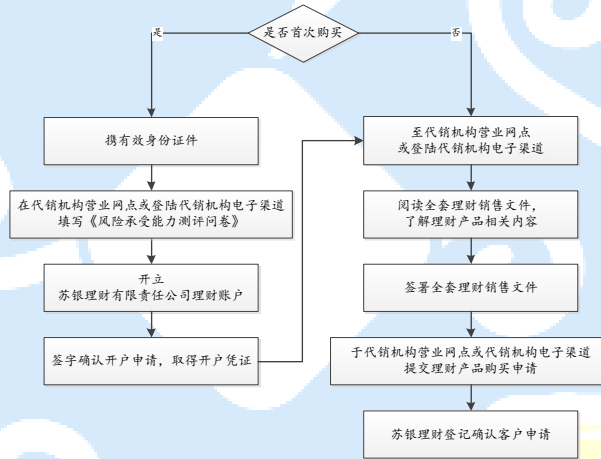 是否首次购买
是
否
携有效身份证件
在代销机构营业网点或登陆代销机构电子渠道
填写《风险承受能力测评问卷》
开立
苏银理财有限责任公司理财账户
签字确认开户申请，取得开户凭证
至代销机构营业网点
或登陆代销机构电子渠道
阅读全套理财销售文件，
了解理财产品相关内容
签署全套理财销售文件
于代销机构营业网点或代销机构电子渠道
提交理财产品购买申请
苏银理财登记确认客户申请